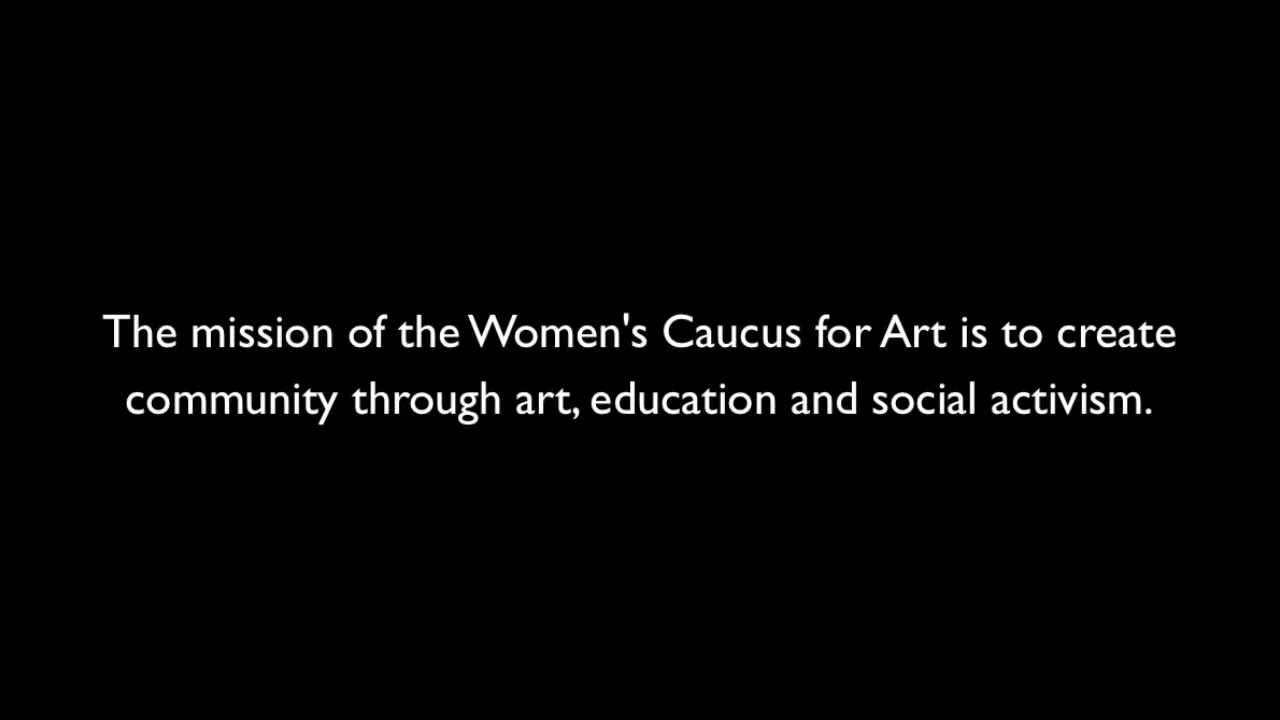 The mission of the Women's Caucus for Art is to create
community through art, education and social activism.